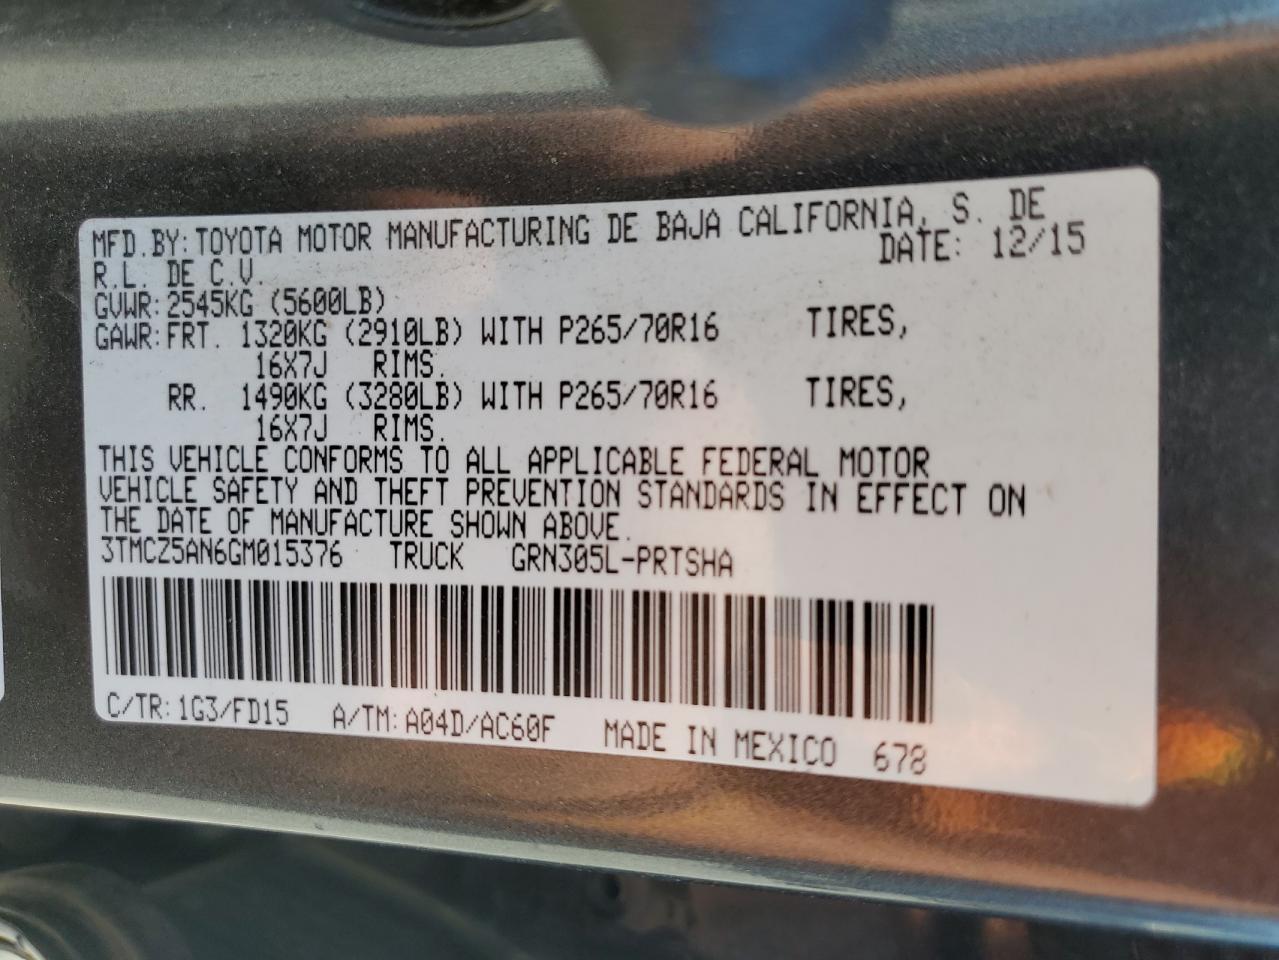 MFD.BY: TOYOTA MOTOR MANUFACTURING DE BAJA CALIFORNIA, S. DE
R.L. DE C.V. DATE: 12/15
GVWR: 2545KG (5600LB)
GAWR: FRT. 1320KG (2910LB) WITH P265/70R16 TIRES,
16X7J RIMS.
RR. 1490KG (3280LB) WITH P265/70R16 TIRES,
16X7J RIMS.
THIS VEHICLE CONFORMS TO ALL APPLICABLE FEDERAL MOTOR
VEHICLE SAFETY AND THEFT PREVENTION STANDARDS IN EFFECT ON
THE DATE OF MANUFACTURE SHOWN ABOVE.
3TMCZ5AN6GM015376 TRUCK GRN305L-PRTSHA
C/TR: 1G3/FD15 A/TM: A04D/AC60F MADE IN MEXICO 678